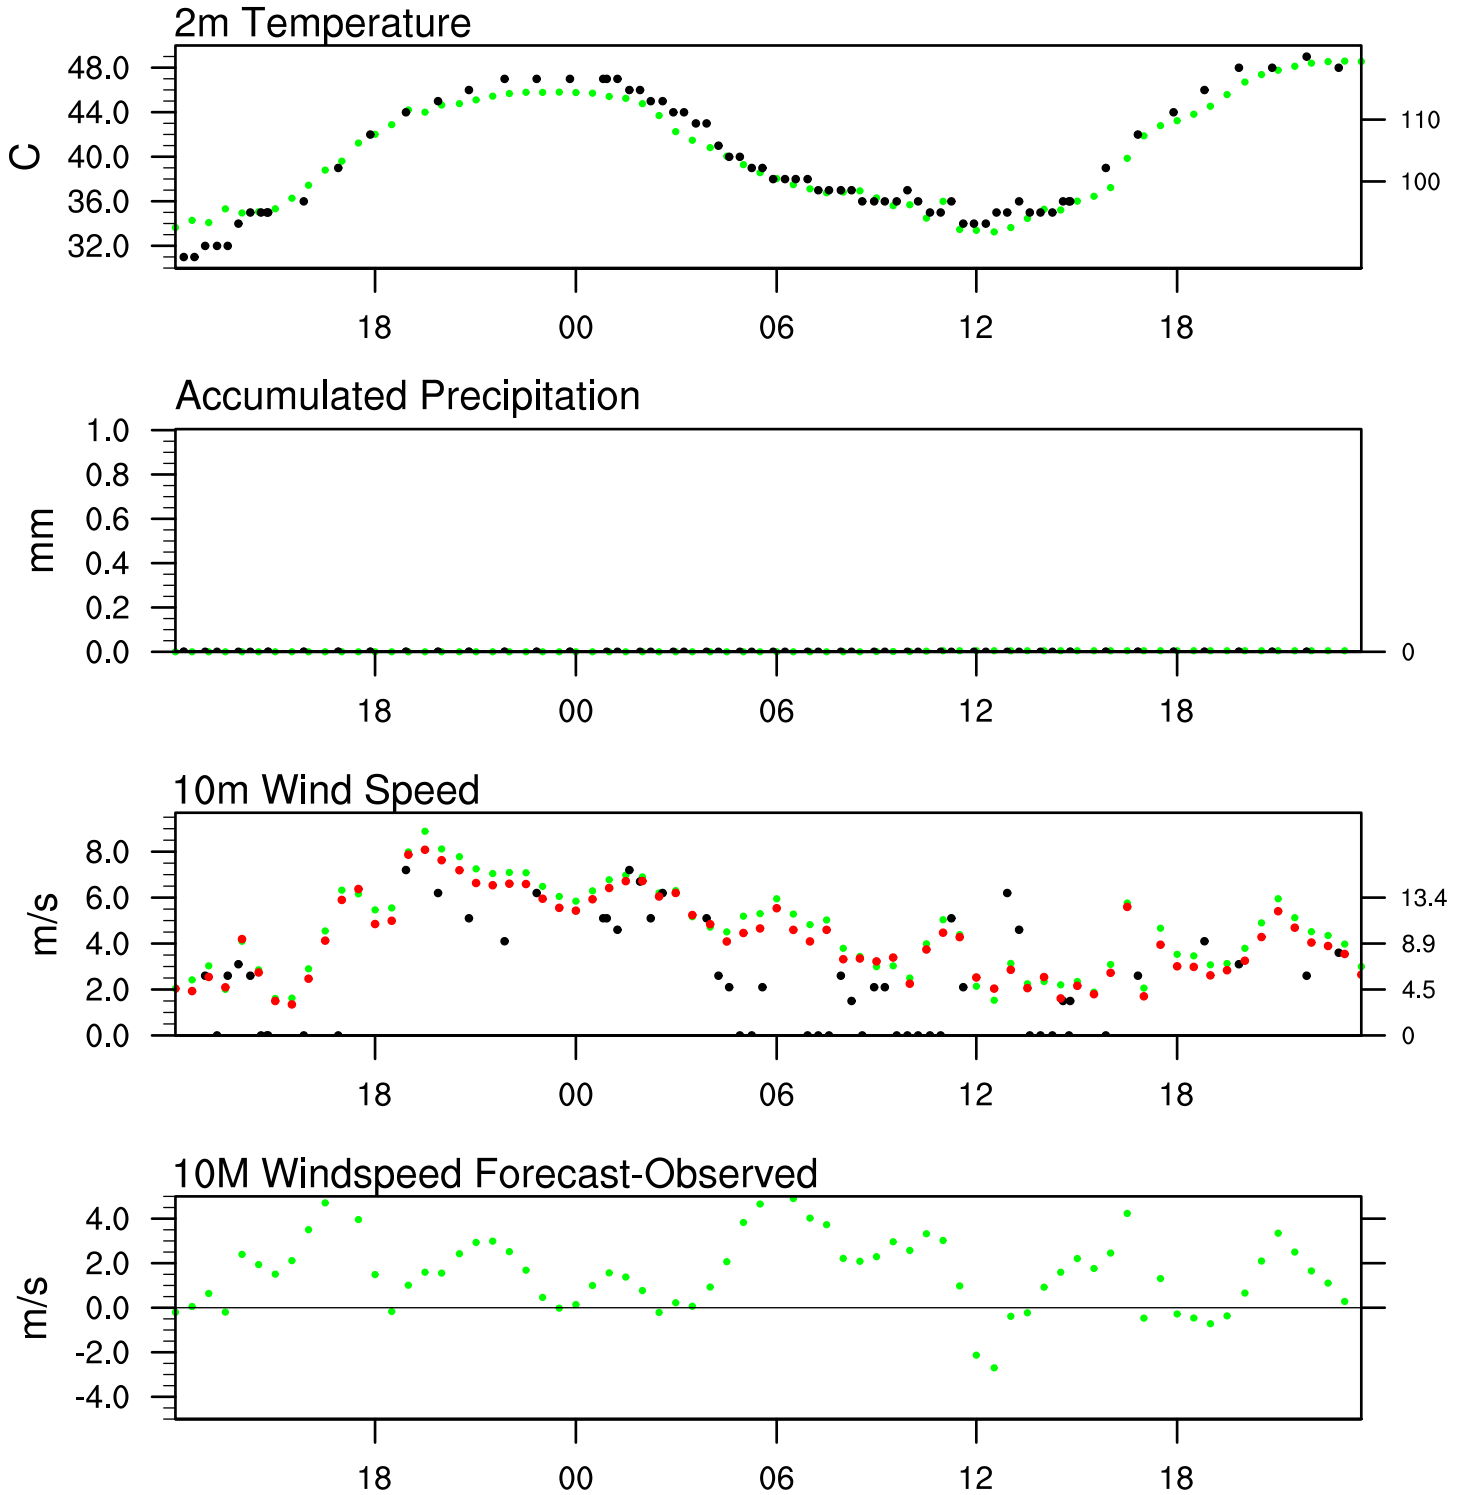 2m Temperature
48.0
44.0
40.0
36.0
32.0
C
110
100
18 00 06 12 18
Accumulated Precipitation
1.0
0.8
0.6
0.4
0.2
0.0
mm
0
18 00 06 12 18
10m Wind Speed
8.0
6.0
4.0
2.0
0.0
m/s
13.4
8.9
4.5
0
18 00 06 12 18
10M Windspeed Forecast-Observed
4.0
2.0
0.0
-2.0
-4.0
m/s
18 00 06 12 18